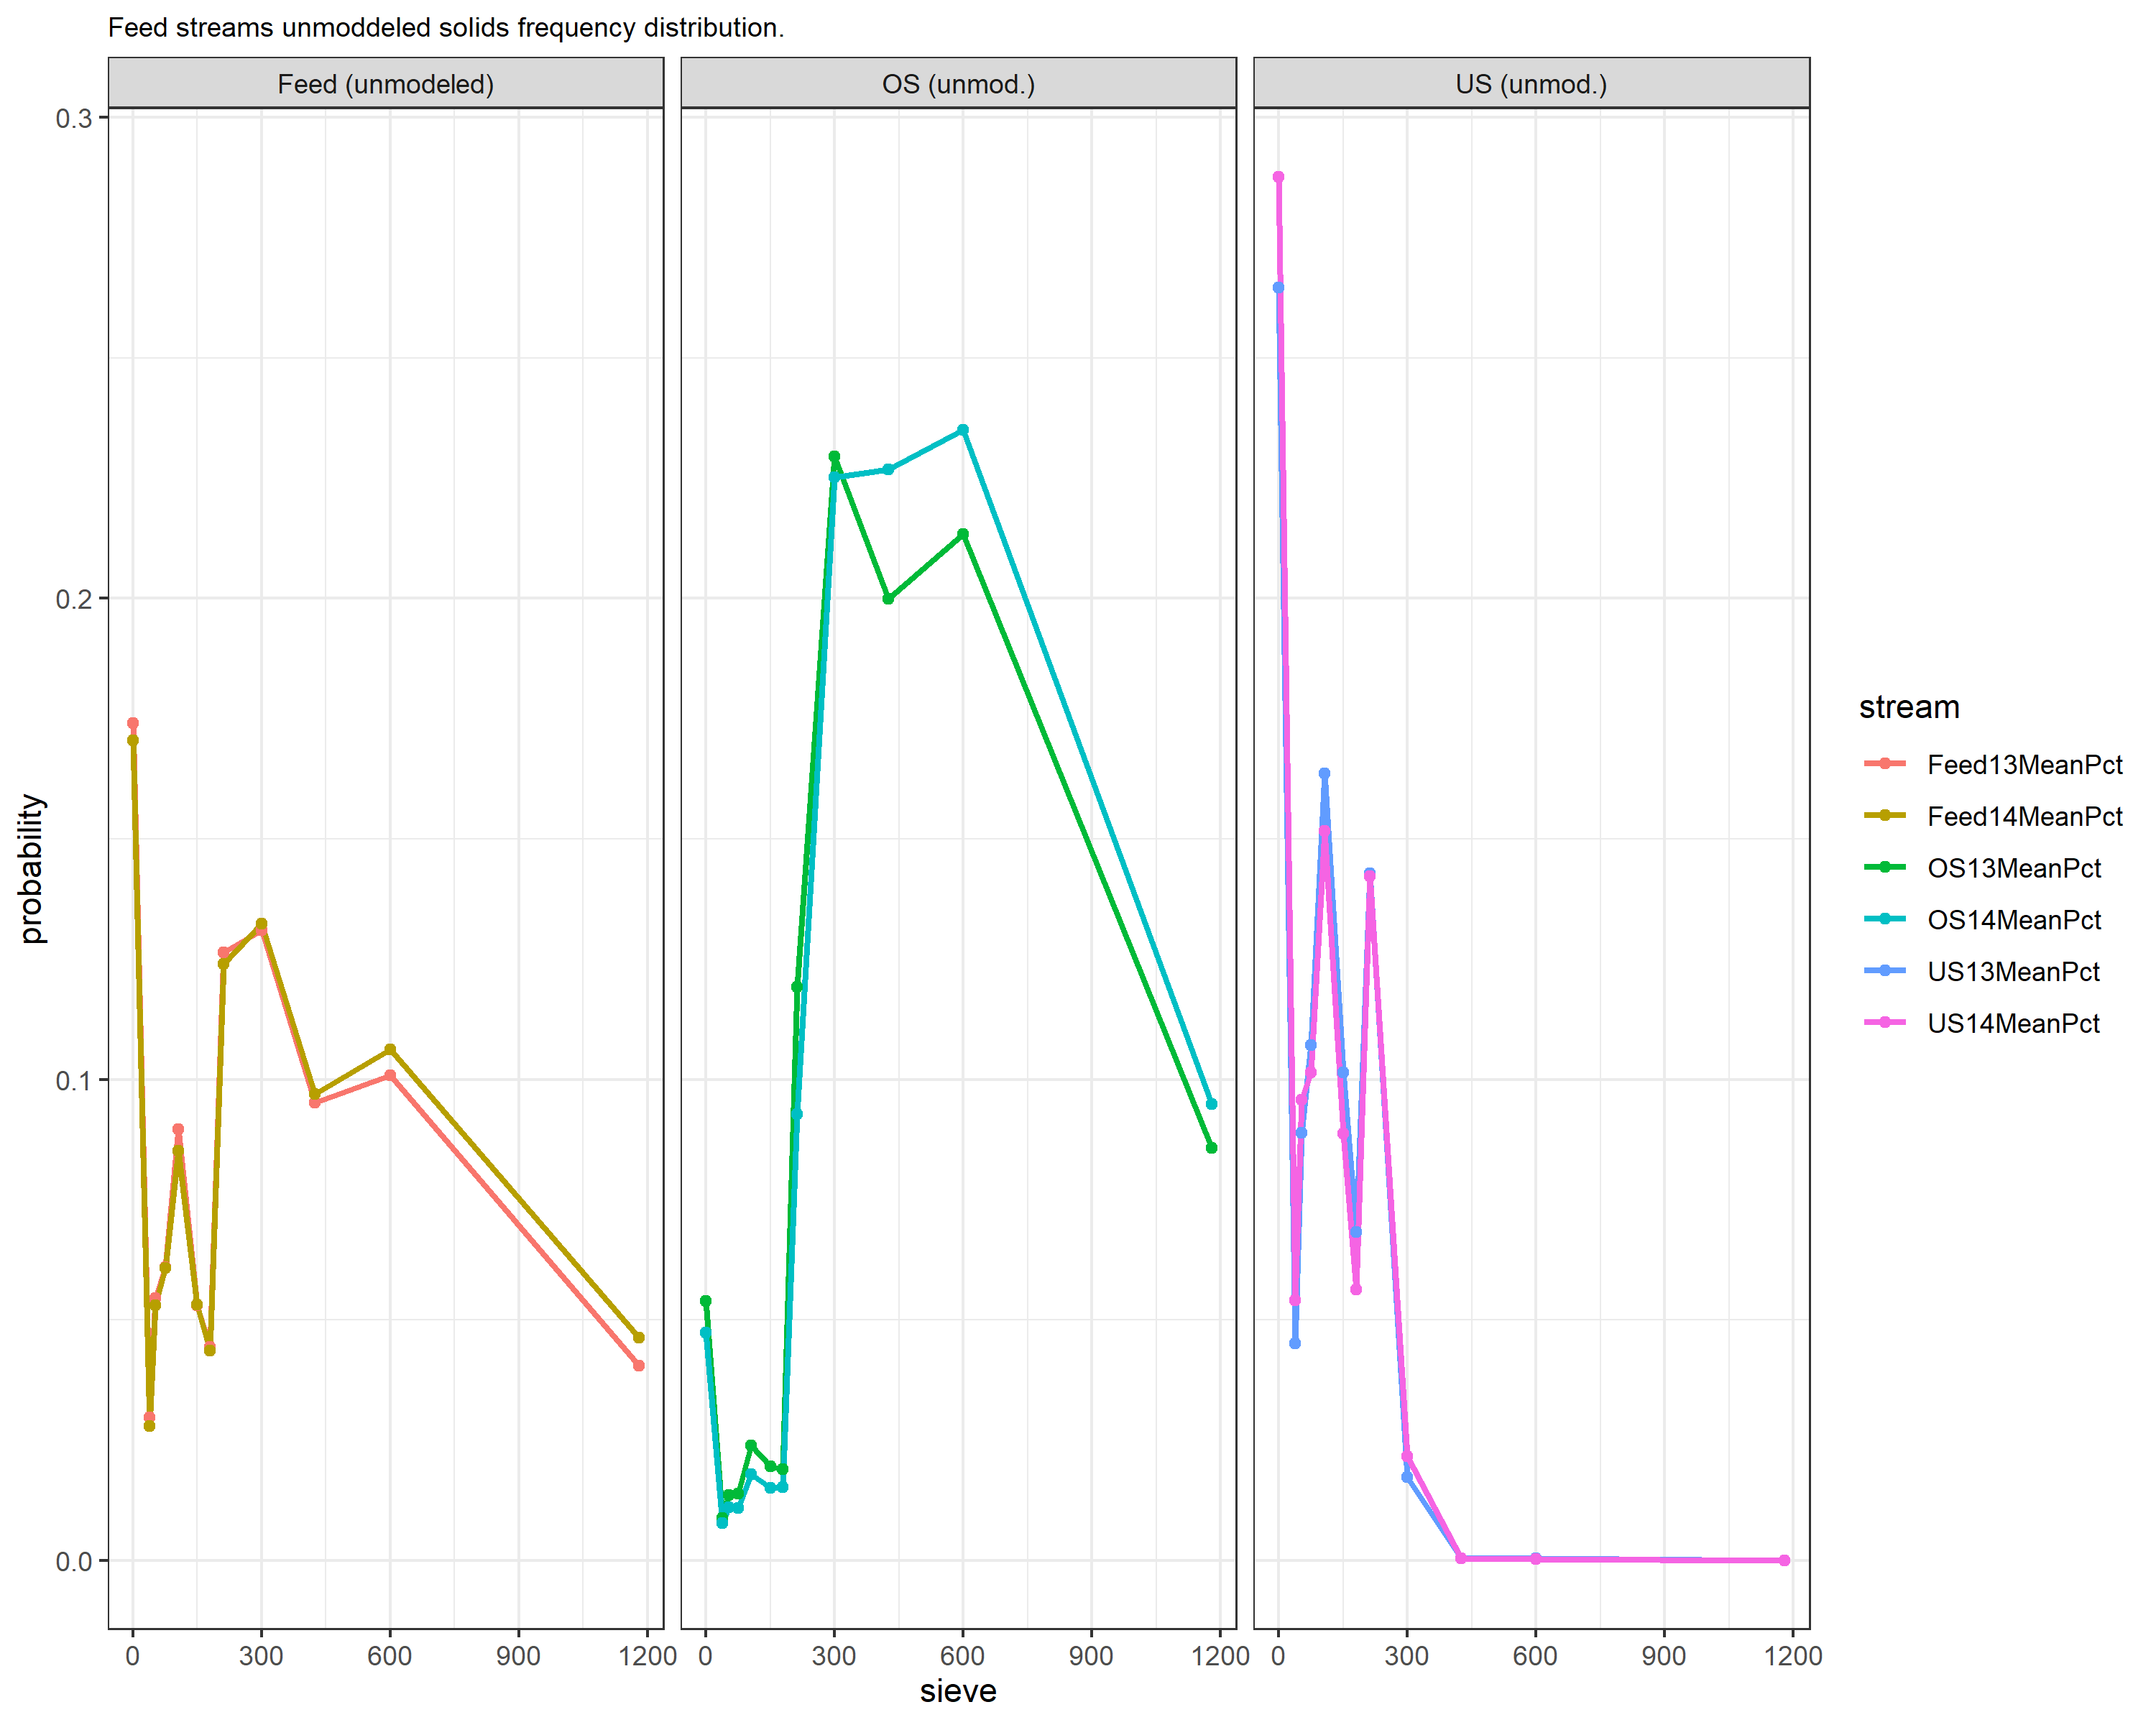 Feed streams unmoddeled solids frequency distribution.
Feed (unmodeled)
OS (unmod.)
US (unmod.)
0.3
0.2
0.1
0.0
probability
0 300 600 900 1200
0 300 600 900 1200
0 300 600 900 1200
sieve
stream
Feed13MeanPct
Feed14MeanPct
OS13MeanPct
OS14MeanPct
US13MeanPct
US14MeanPct